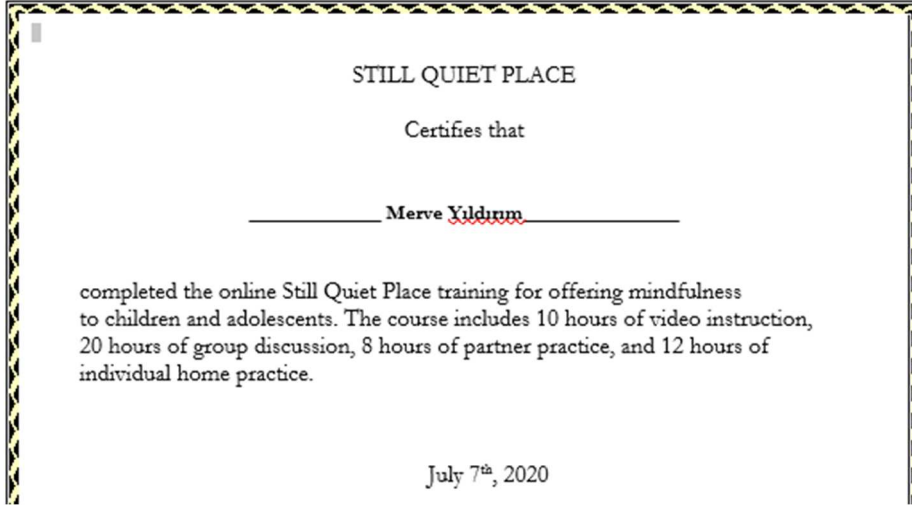 STILL QUIET PLACE
Certifies that
____________ Merve Yıldırım______________
completed the online Still Quiet Place training for offering mindfulness
to children and adolescents. The course includes 10 hours of video instruction,
20 hours of group discussion, 8 hours of partner practice, and 12 hours of
individual home practice.
July 7th, 2020